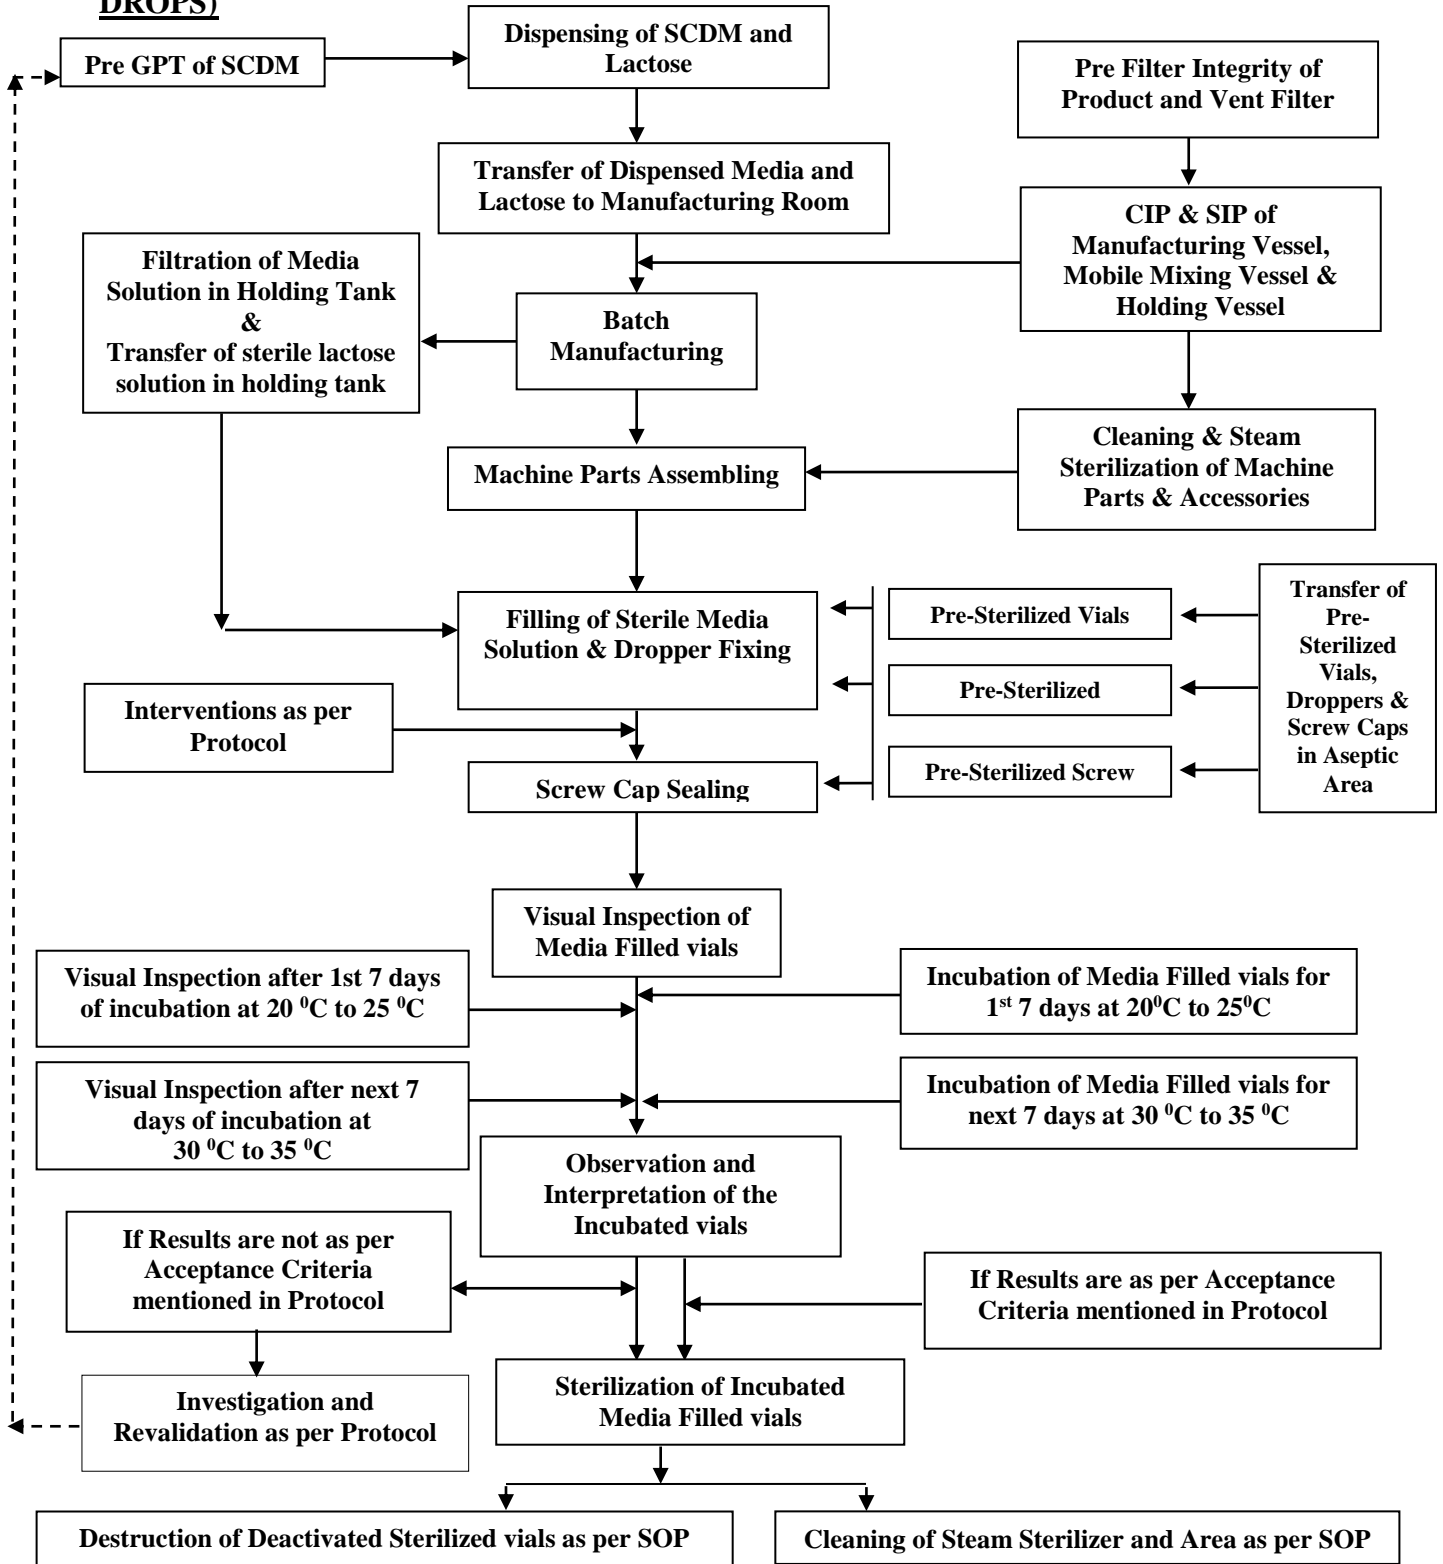 DROPS)
Pre GPT of SCDM
Dispensing of SCDM and
Lactose
Pre Filter Integrity of
Product and Vent Filter
Transfer of Dispensed Media and
Lactose to Manufacturing Room
CIP & SIP of
Manufacturing Vessel,
Mobile Mixing Vessel &
Holding Vessel
Filtration of Media
Solution in Holding Tank
&
Transfer of sterile lactose
solution in holding tank
Batch
Manufacturing
Machine Parts Assembling
Cleaning & Steam
Sterilization of Machine
Parts & Accessories
Filling of Sterile Media
Solution & Dropper Fixing
Pre-Sterilized Vials
Pre-Sterilized
Pre-Sterilized Screw
Transfer of
Pre-
Sterilized
Vials,
Droppers &
Screw Caps
in Aseptic
Area
Interventions as per
Protocol
Screw Cap Sealing
Visual Inspection of
Media Filled vials
Visual Inspection after 1st 7 days
of incubation at 20 ⁰C to 25 ⁰C
Incubation of Media Filled vials for
1ˢᵗ 7 days at 20⁰C to 25⁰C
Visual Inspection after next 7
days of incubation at
30 ⁰C to 35 ⁰C
Incubation of Media Filled vials for
next 7 days at 30 ⁰C to 35 ⁰C
Observation and
Interpretation of the
Incubated vials
If Results are not as per
Acceptance Criteria
mentioned in Protocol
If Results are as per Acceptance
Criteria mentioned in Protocol
Investigation and
Revalidation as per Protocol
Sterilization of Incubated
Media Filled vials
Destruction of Deactivated Sterilized vials as per SOP
Cleaning of Steam Sterilizer and Area as per SOP